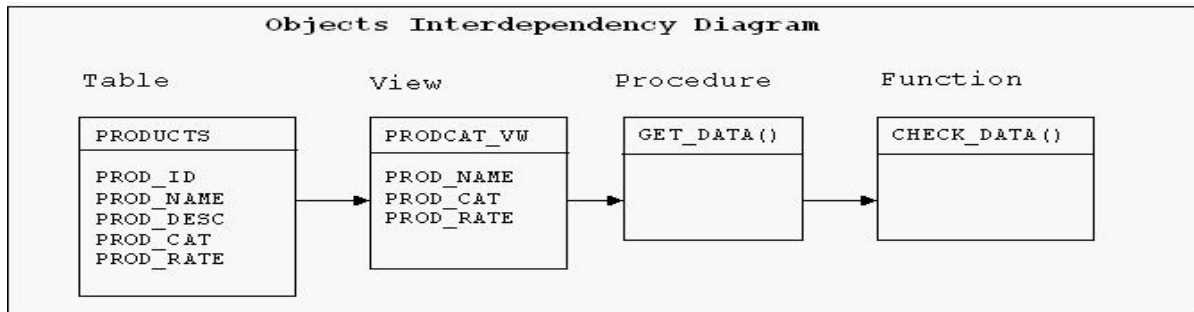 Objects Interdependency Diagram
Table
View
Procedure
Function
PRODUCTS
PROD_ID
PROD_NAME
PROD_DESC
PROD_CAT
PROD_RATE
PRODCAT_VW
PROD_NAME
PROD_CAT
PROD_RATE
GET_DATA()
CHECK_DATA()